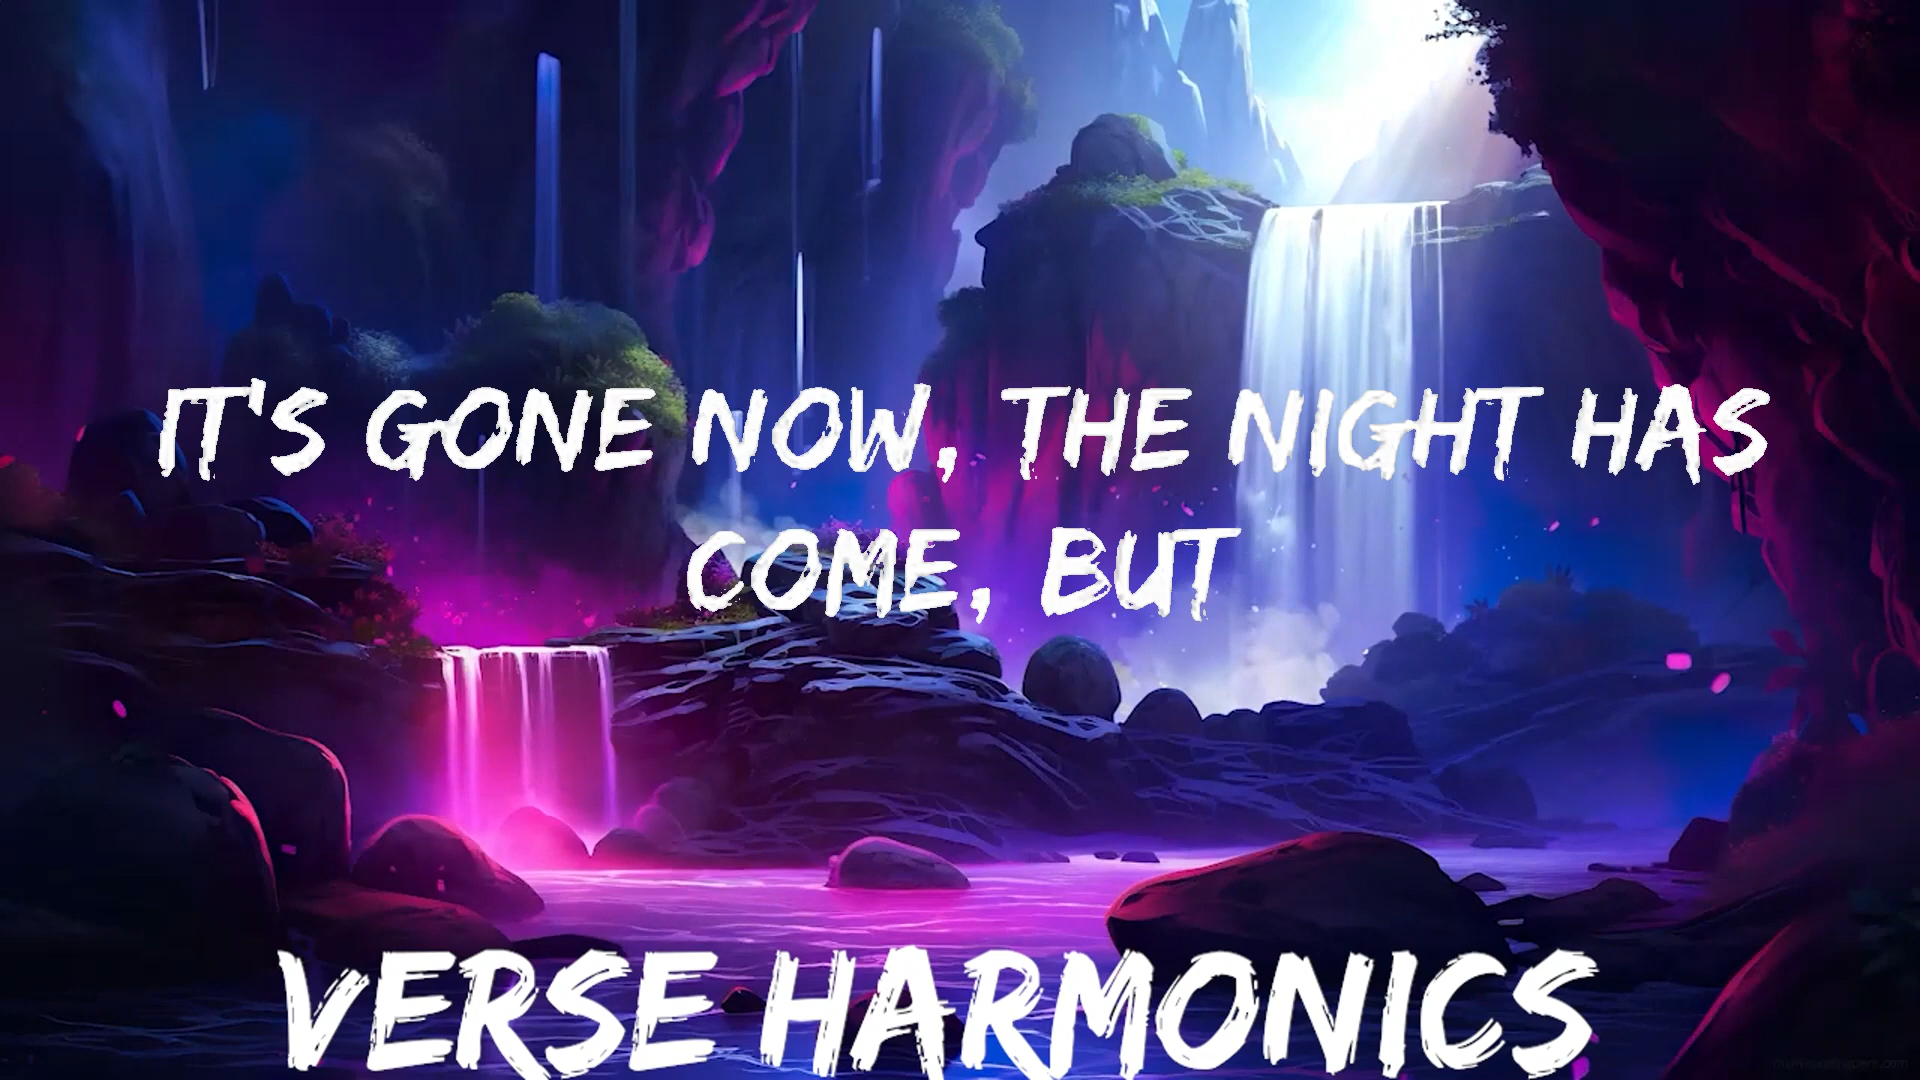 IT'S GONE NOW, THE NIGHT HAS
COME, BUT
VERSE HARMONICS